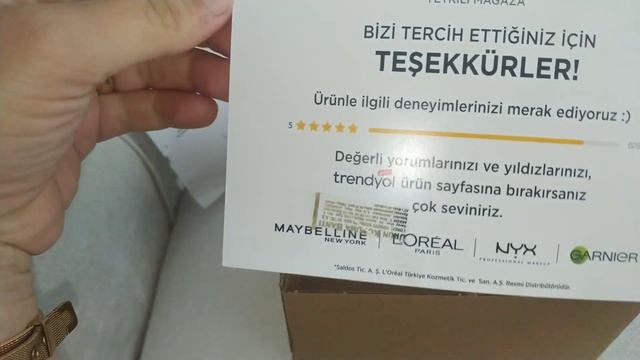 YETKİLİ MAĞAZA
BİZİ TERCİH ETTİĞİNİZ İÇİN
TEŞEKKÜRLER!
Ürünle ilgili deneyimlerinizi merak ediyoruz :)
5
Değerli yorumlarınızı ve yıldızlarınızı,
trendyol ürün sayfasına bırakırsanız
çok seviniriz.
MAYBELLINE
NEW YORK
L'ORÉAL
PARIS
NYX
PROFESSIONAL MAKEUP
GARNIER
*Saldos Tic. A. Ş. L'Oréal Türkiye Kozmetik Tic. ve San. A.Ş. Resmi Distribütörüdür.